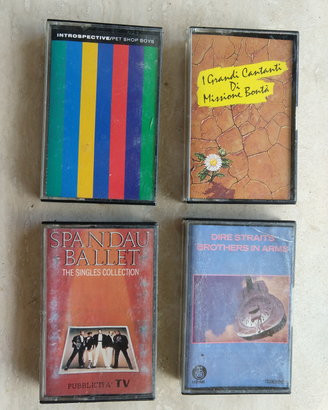 INTROSPECTIVE/PET SHOP BOYS
I Grandi Cantanti
Di
Missione Bontà
SPANDAU
BALLET
THE SINGLES COLLECTION
PUBBLICITA' TV
DIRE STRAITS
BROTHERS IN ARMS